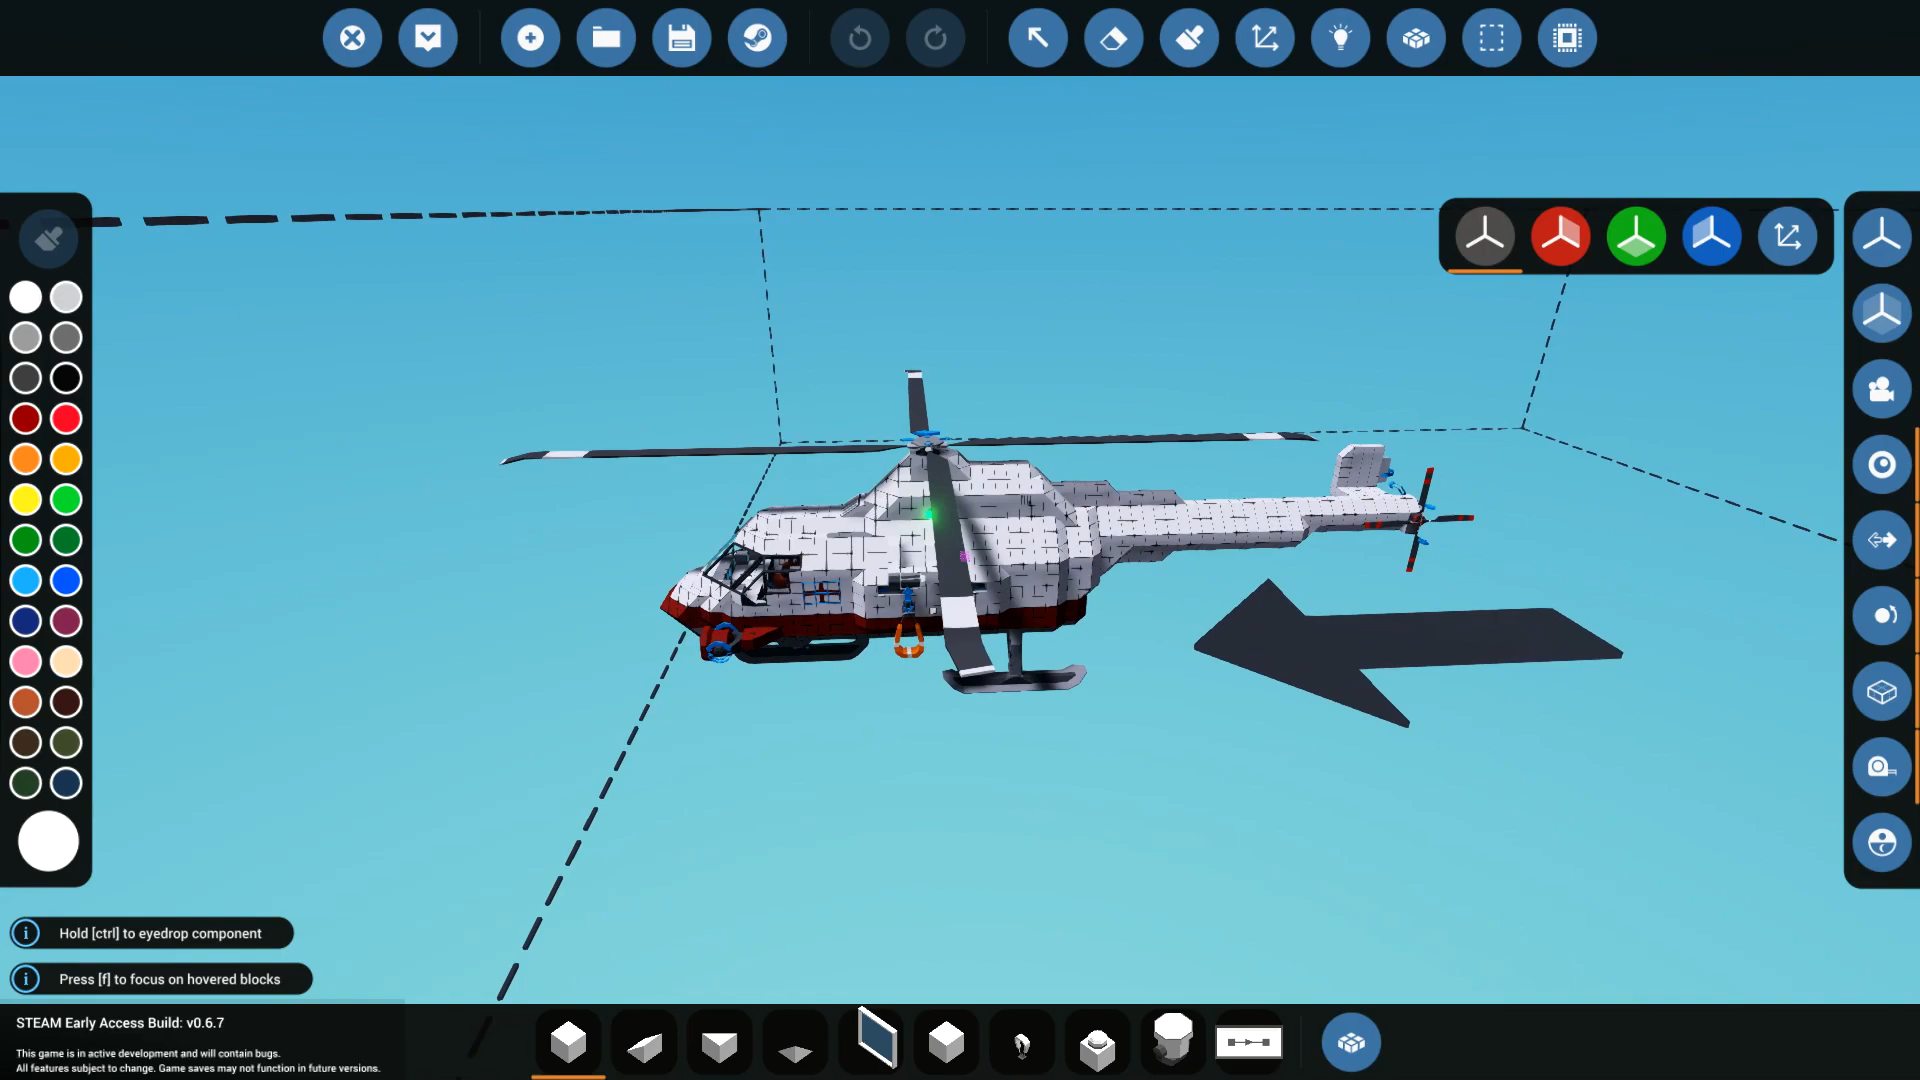 Hold [ctrl] to eyedrop component
Press [f] to focus on hovered blocks
STEAM Early Access Build: v0.6.7
This game is in active development and will contain bugs.
All features subject to change. Game saves may not function in future versions.